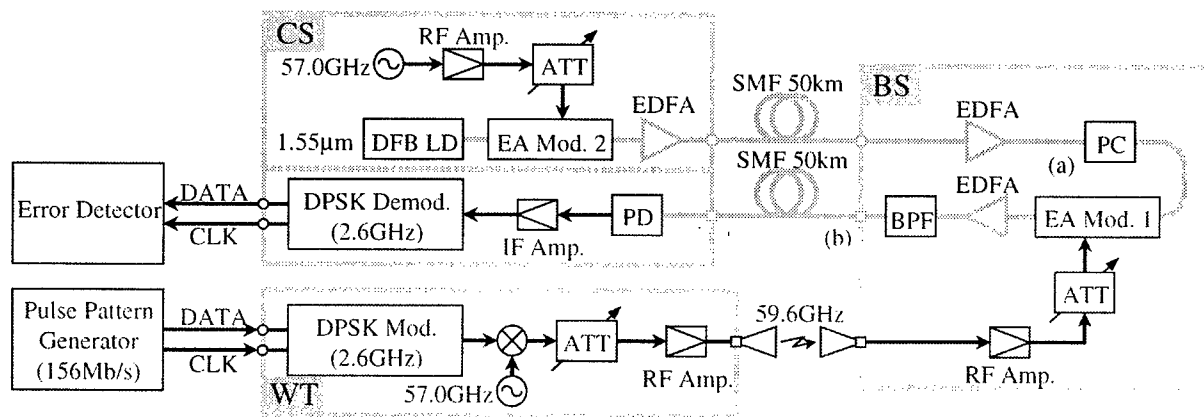 CS
RF Amp.
57.0GHz
ATT
EDFA
SMF 50km
BS
EDFA
1.55µm
DFB LD
EA Mod. 2
(a)
PC
SMF 50km
EDFA
Error Detector
DATA
CLK
DPSK Demod.
(2.6GHz)
IF Amp.
PD
(b)
BPF
EA Mod. 1
ATT
Pulse Pattern
Generator
(156Mb/s)
DATA
CLK
DPSK Mod.
(2.6GHz)
ATT
59.6GHz
RF Amp.
RF Amp.
WT
57.0GHz